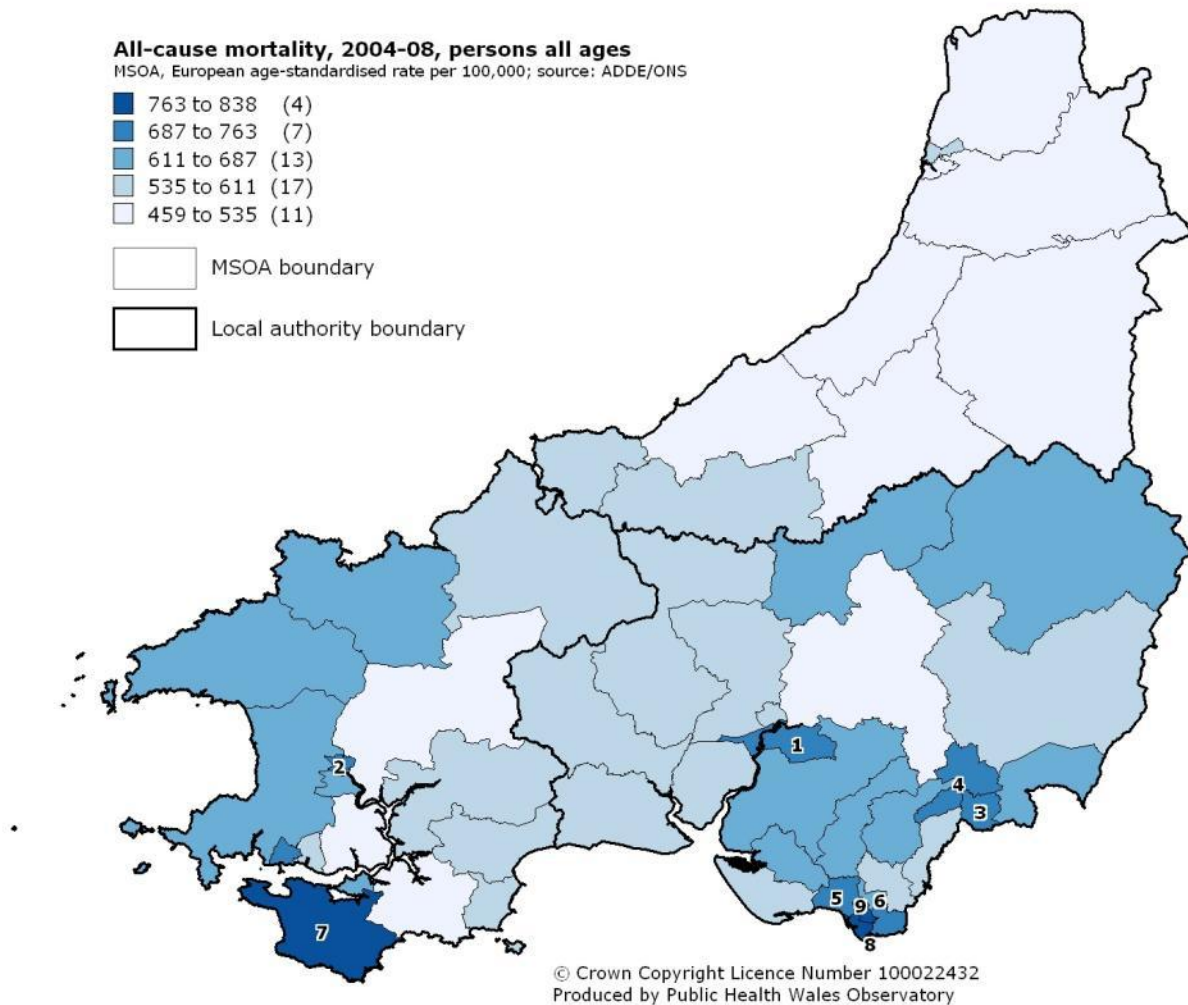 All-cause mortality, 2004-08, persons all ages
MSOA, European age-standardised rate per 100,000; source: ADDE/ONS
763 to 838 (4)
687 to 763 (7)
611 to 687 (13)
535 to 611 (17)
459 to 535 (11)
MSOA boundary
Local authority boundary
1
2
4
3
5
9
6
7
8
© Crown Copyright Licence Number 100022432
Produced by Public Health Wales Observatory